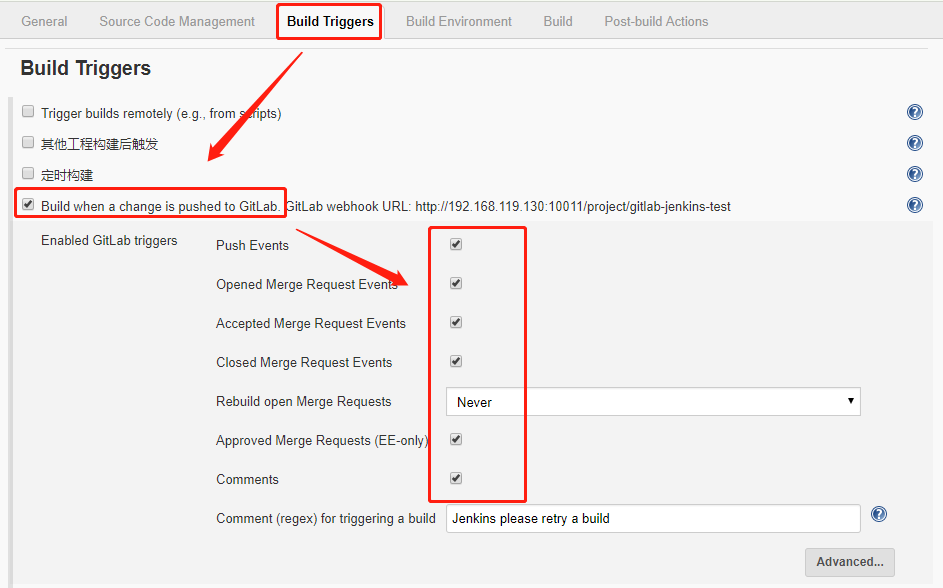 General Source Code Management Build Triggers Build Environment Build Post-build Actions
Build Triggers
Trigger builds remotely (e.g., from scripts)
其他工程构建后触发
定时构建
Build when a change is pushed to GitLab. GitLab webhook URL: http://192.168.119.130:10011/project/gitlab-jenkins-test
Enabled GitLab triggers
Push Events
Opened Merge Request Events
Accepted Merge Request Events
Closed Merge Request Events
Rebuild open Merge Requests Never
Approved Merge Requests (EE-only)
Comments
Comment (regex) for triggering a build Jenkins please retry a build
Advanced...